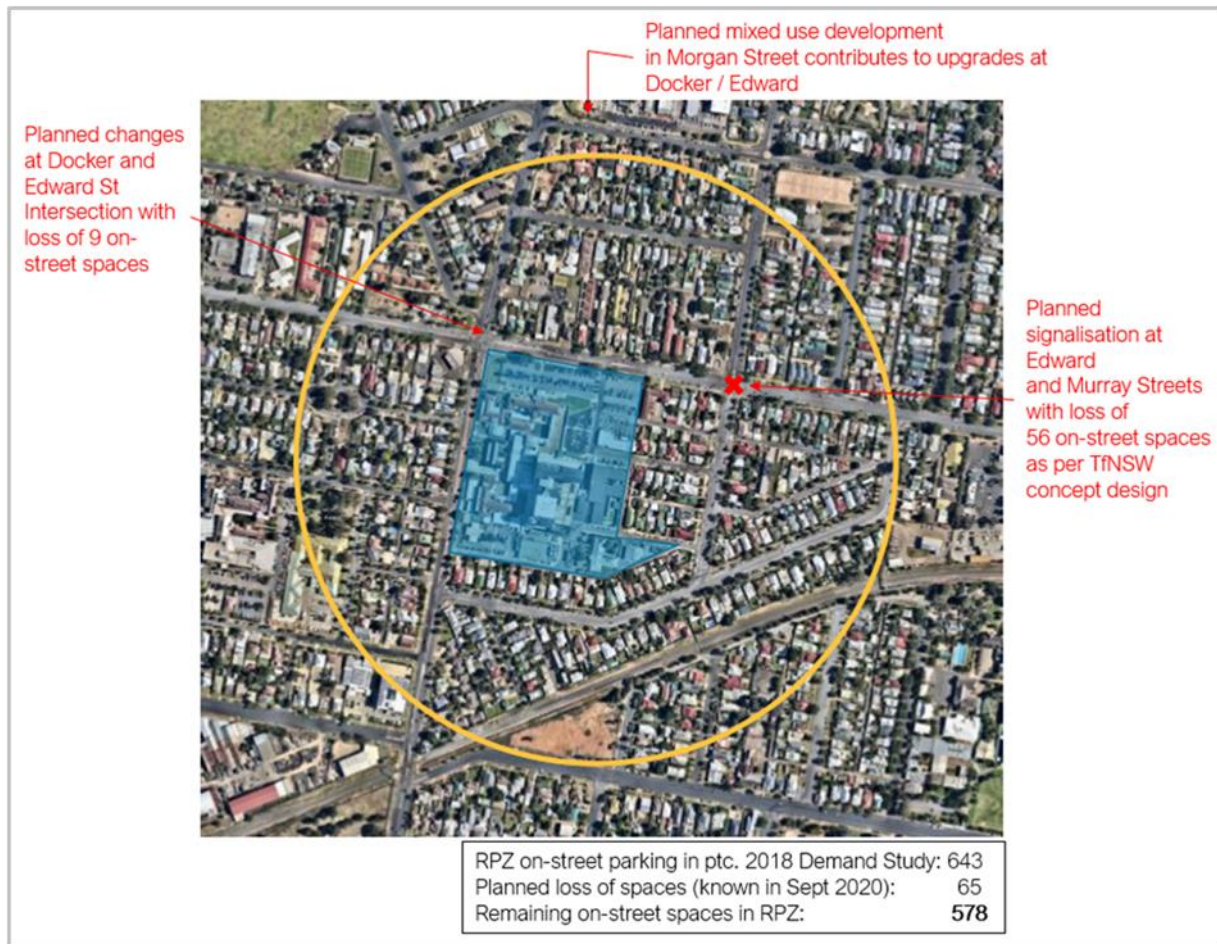 Planned mixed use development
in Morgan Street contributes to upgrades at
Docker / Edward
Planned changes
at Docker and
Edward St
Intersection with
loss of 9 on-
street spaces
Planned
signalisation at
Edward
and Murray Streets
with loss of
56 on-street spaces
as per TfNSW
concept design
RPZ on-street parking in ptc. 2018 Demand Study: 643
Planned loss of spaces (known in Sept 2020): 65
Remaining on-street spaces in RPZ: 578